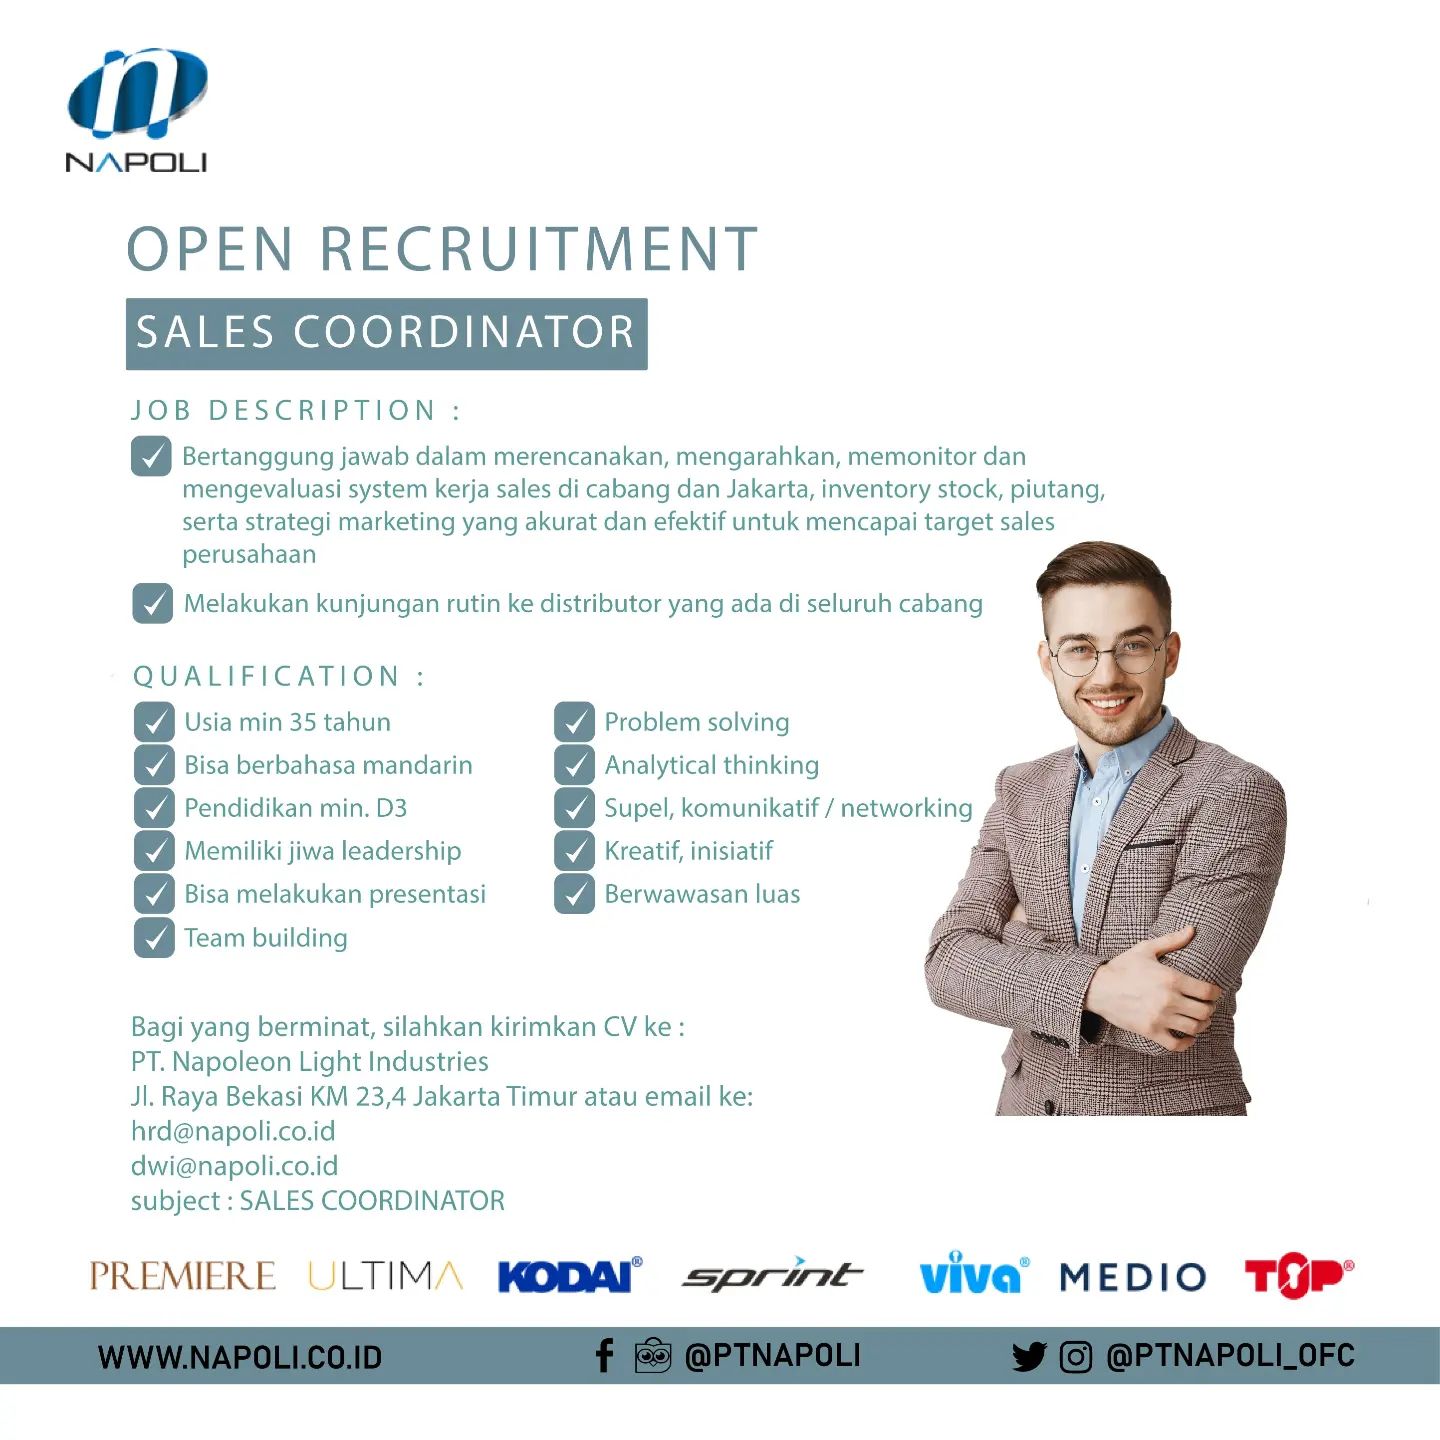 NAPOLI
OPEN RECRUITMENT
SALES COORDINATOR
JOB DESCRIPTION :
Bertanggung jawab dalam merencanakan, mengarahkan, memonitor dan
mengevaluasi system kerja sales di cabang dan Jakarta, inventory stock, piutang,
serta strategi marketing yang akurat dan efektif untuk mencapai target sales
perusahaan
Melakukan kunjungan rutin ke distributor yang ada di seluruh cabang
QUALIFICATION :
Usia min 35 tahun
Bisa berbahasa mandarin
Pendidikan min. D3
Memiliki jiwa leadership
Bisa melakukan presentasi
Team building
Problem solving
Analytical thinking
Supel, komunikatif / networking
Kreatif, inisiatif
Berwawasan luas
Bagi yang berminat, silahkan kirimkan CV ke :
PT. Napoleon Light Industries
Jl. Raya Bekasi KM 23,4 Jakarta Timur atau email ke:
hrd@napoli.co.id
dwi@napoli.co.id
subject : SALES COORDINATOR
PREMIERE ULTIMA KODAI® sprint viva® MEDIO TOP®
WWW.NAPOLI.CO.ID @PTNAPOLI @PTNAPOLI_OFC